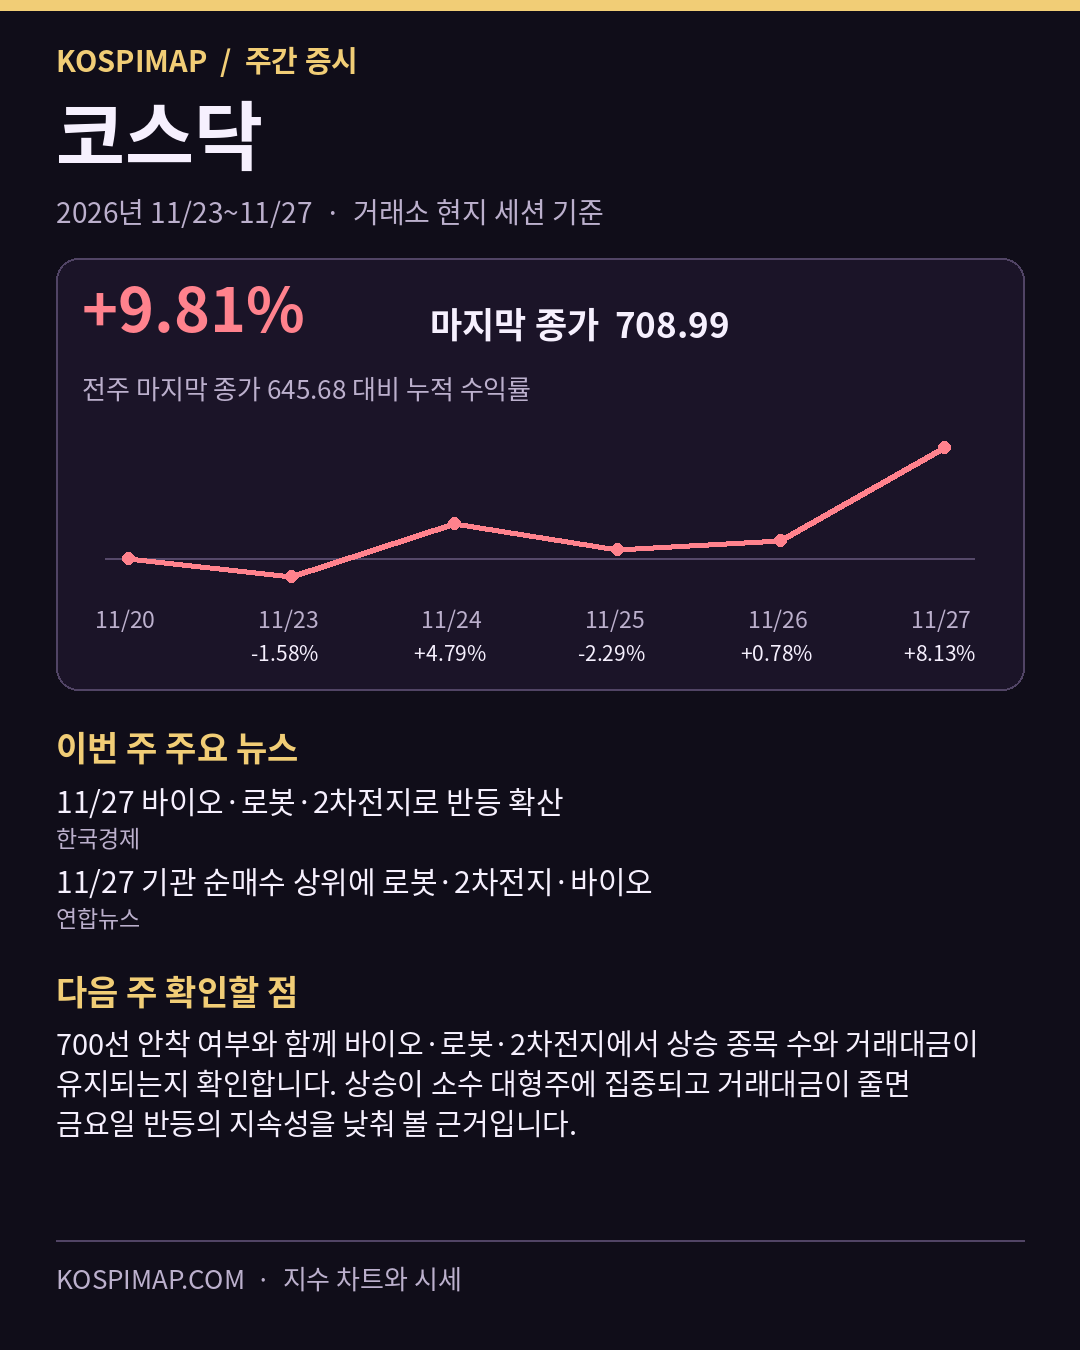 KOSPIMAP / 주간 증시
코스닥
2026년 11/23~11/27 · 거래소 현지 세션 기준
+9.81% 마지막 종가 708.99
전주 마지막 종가 645.68 대비 누적 수익률
11/20 11/23 11/24 11/25 11/26 11/27
-1.58% +4.79% -2.29% +0.78% +8.13%
이번 주 주요 뉴스
11/27 바이오·로봇·2차전지로 반등 확산
한국경제
11/27 기관 순매수 상위에 로봇·2차전지·바이오
연합뉴스
다음 주 확인할 점
700선 안착 여부와 함께 바이오·로봇·2차전지에서 상승 종목 수와 거래대금이
유지되는지 확인합니다. 상승이 소수 대형주에 집중되고 거래대금이 줄면
금요일 반등의 지속성을 낮춰 볼 근거입니다.
KOSPIMAP.COM · 지수 차트와 시세